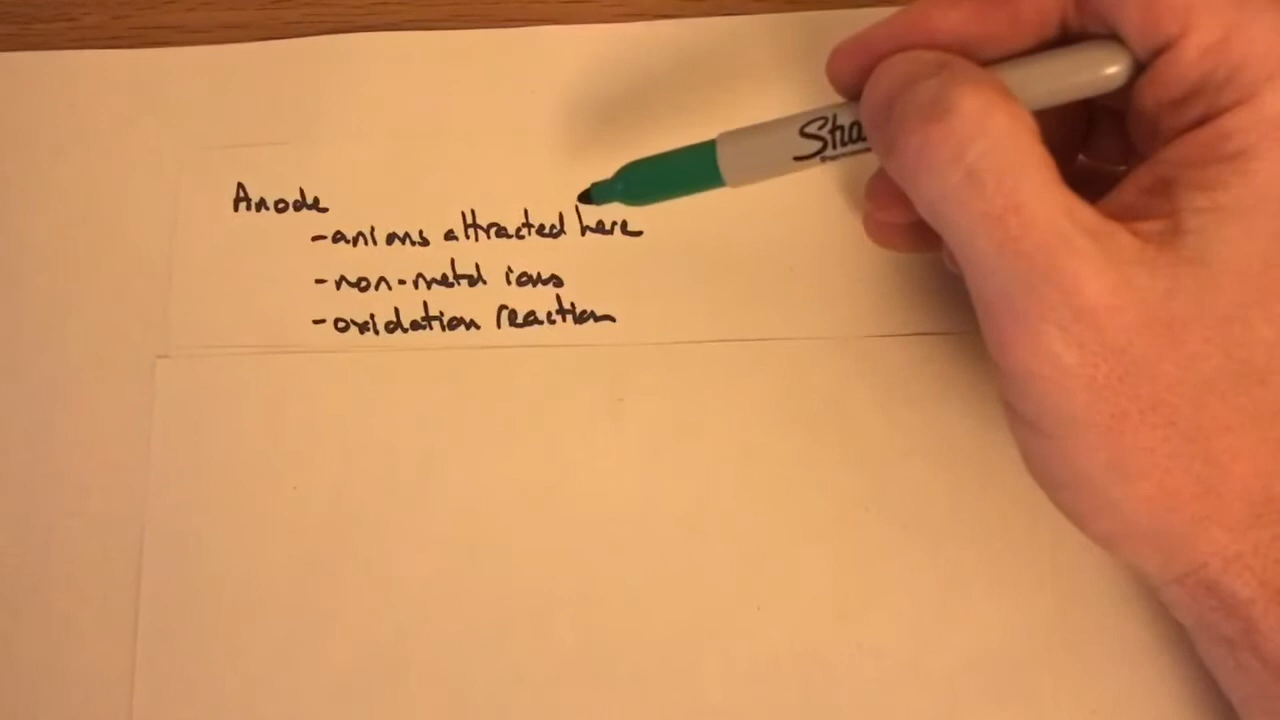 Sha
Anode
-anions attracted here
-non-metal ions
-oxidation reaction